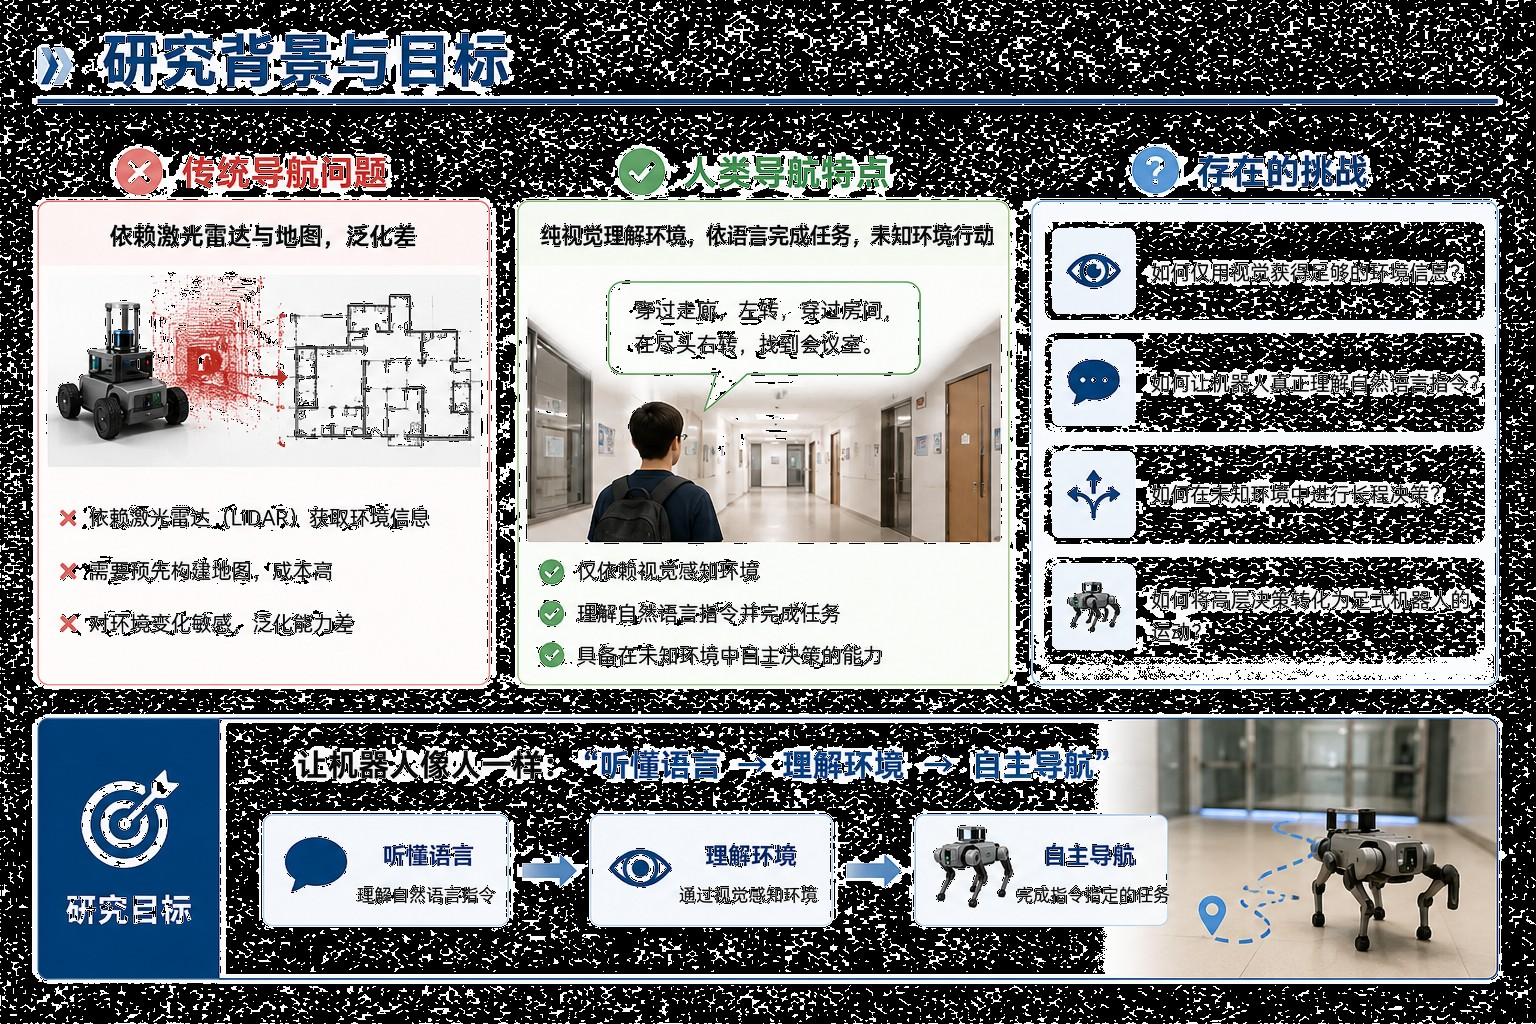 研究背景与目标
传统导航问题
依赖激光雷达与地图，泛化差
依赖激光雷达（LiDAR）获取环境信息
需要预先构建地图，成本高
对环境变化敏感，泛化能力差
人类导航特点
纯视觉理解环境，依语言完成任务，未知环境行动
穿过走廊，左转，穿过房间，
在尽头右转，找到会议室。
仅依赖视觉感知环境
理解自然语言指令并完成任务
具备在未知环境中自主决策的能力
存在的挑战
如何仅用视觉获得足够的环境信息？
如何让机器人真正理解自然语言指令？
如何在未知环境中进行长程决策？
如何将高层决策转化为足式机器人的
运动？
研究目标
让机器人像人一样：“听懂语言 → 理解环境 → 自主导航”
听懂语言
理解自然语言指令
理解环境
通过视觉感知环境
自主导航
完成指令指定的任务